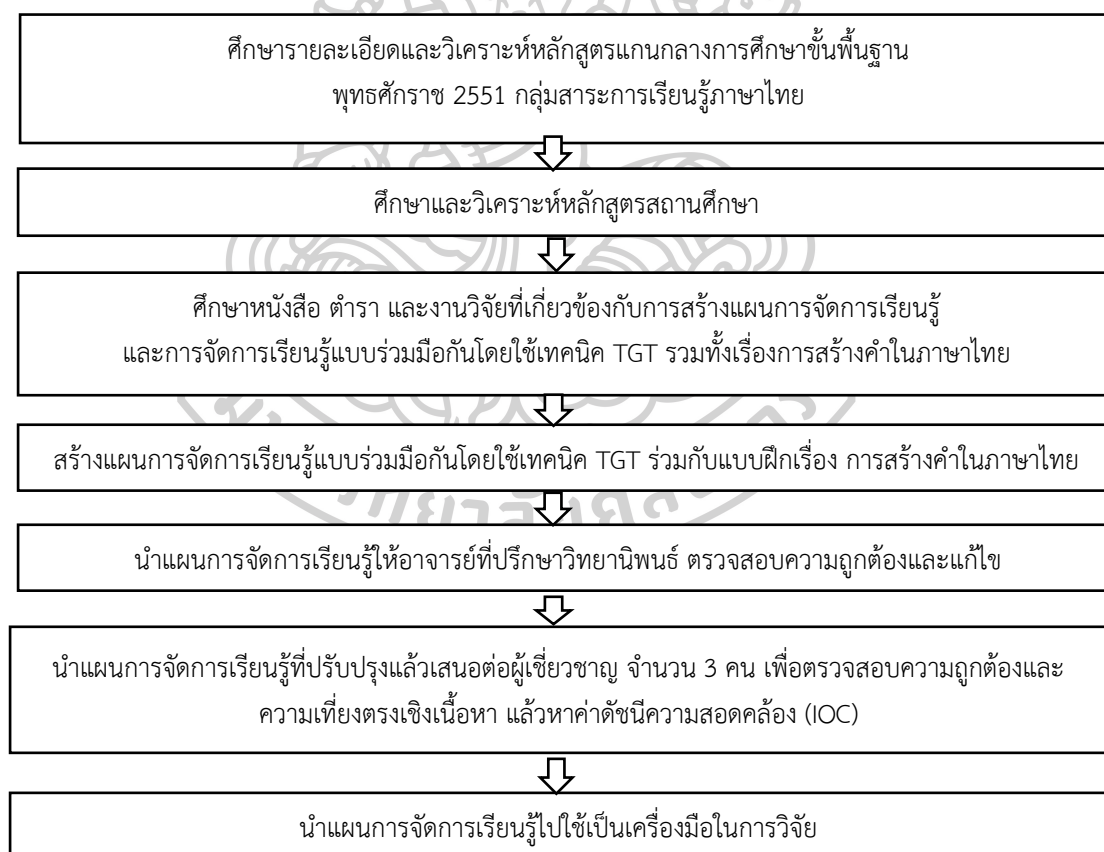 ศึกษารายละเอียดและวิเคราะห์หลักสูตรแกนกลางการศึกษาขั้นพื้นฐาน
พุทธศักราช 2551 กลุ่มสาระการเรียนรู้ภาษาไทย
ศึกษาและวิเคราะห์หลักสูตรสถานศึกษา
ศึกษาหนังสือ ตำรา และงานวิจัยที่เกี่ยวข้องกับการสร้างแผนการจัดการเรียนรู้
และการจัดการเรียนรู้แบบร่วมมือกันโดยใช้เทคนิค TGT รวมทั้งเรื่องการสร้างคำในภาษาไทย
สร้างแผนการจัดการเรียนรู้แบบร่วมมือกันโดยใช้เทคนิค TGT ร่วมกับแบบฝึกเรื่อง การสร้างคำในภาษาไทย
นำแผนการจัดการเรียนรู้ให้อาจารย์ที่ปรึกษาวิทยานิพนธ์ ตรวจสอบความถูกต้องและแก้ไข
นำแผนการจัดการเรียนรู้ที่ปรับปรุงแล้วเสนอต่อผู้เชี่ยวชาญ จำนวน 3 คน เพื่อตรวจสอบความถูกต้องและ
ความเที่ยงตรงเชิงเนื้อหา แล้วหาค่าดัชนีความสอดคล้อง (IOC)
นำแผนการจัดการเรียนรู้ไปใช้เป็นเครื่องมือในการวิจัย